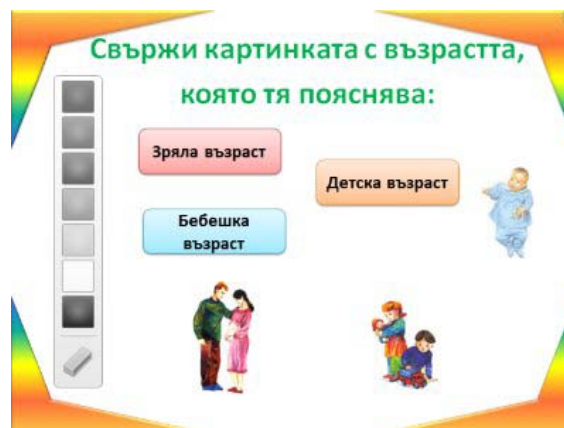 Свържи картинката с възрастта,
която тя пояснява:
Зряла възраст
Детска възраст
Бебешка
възраст